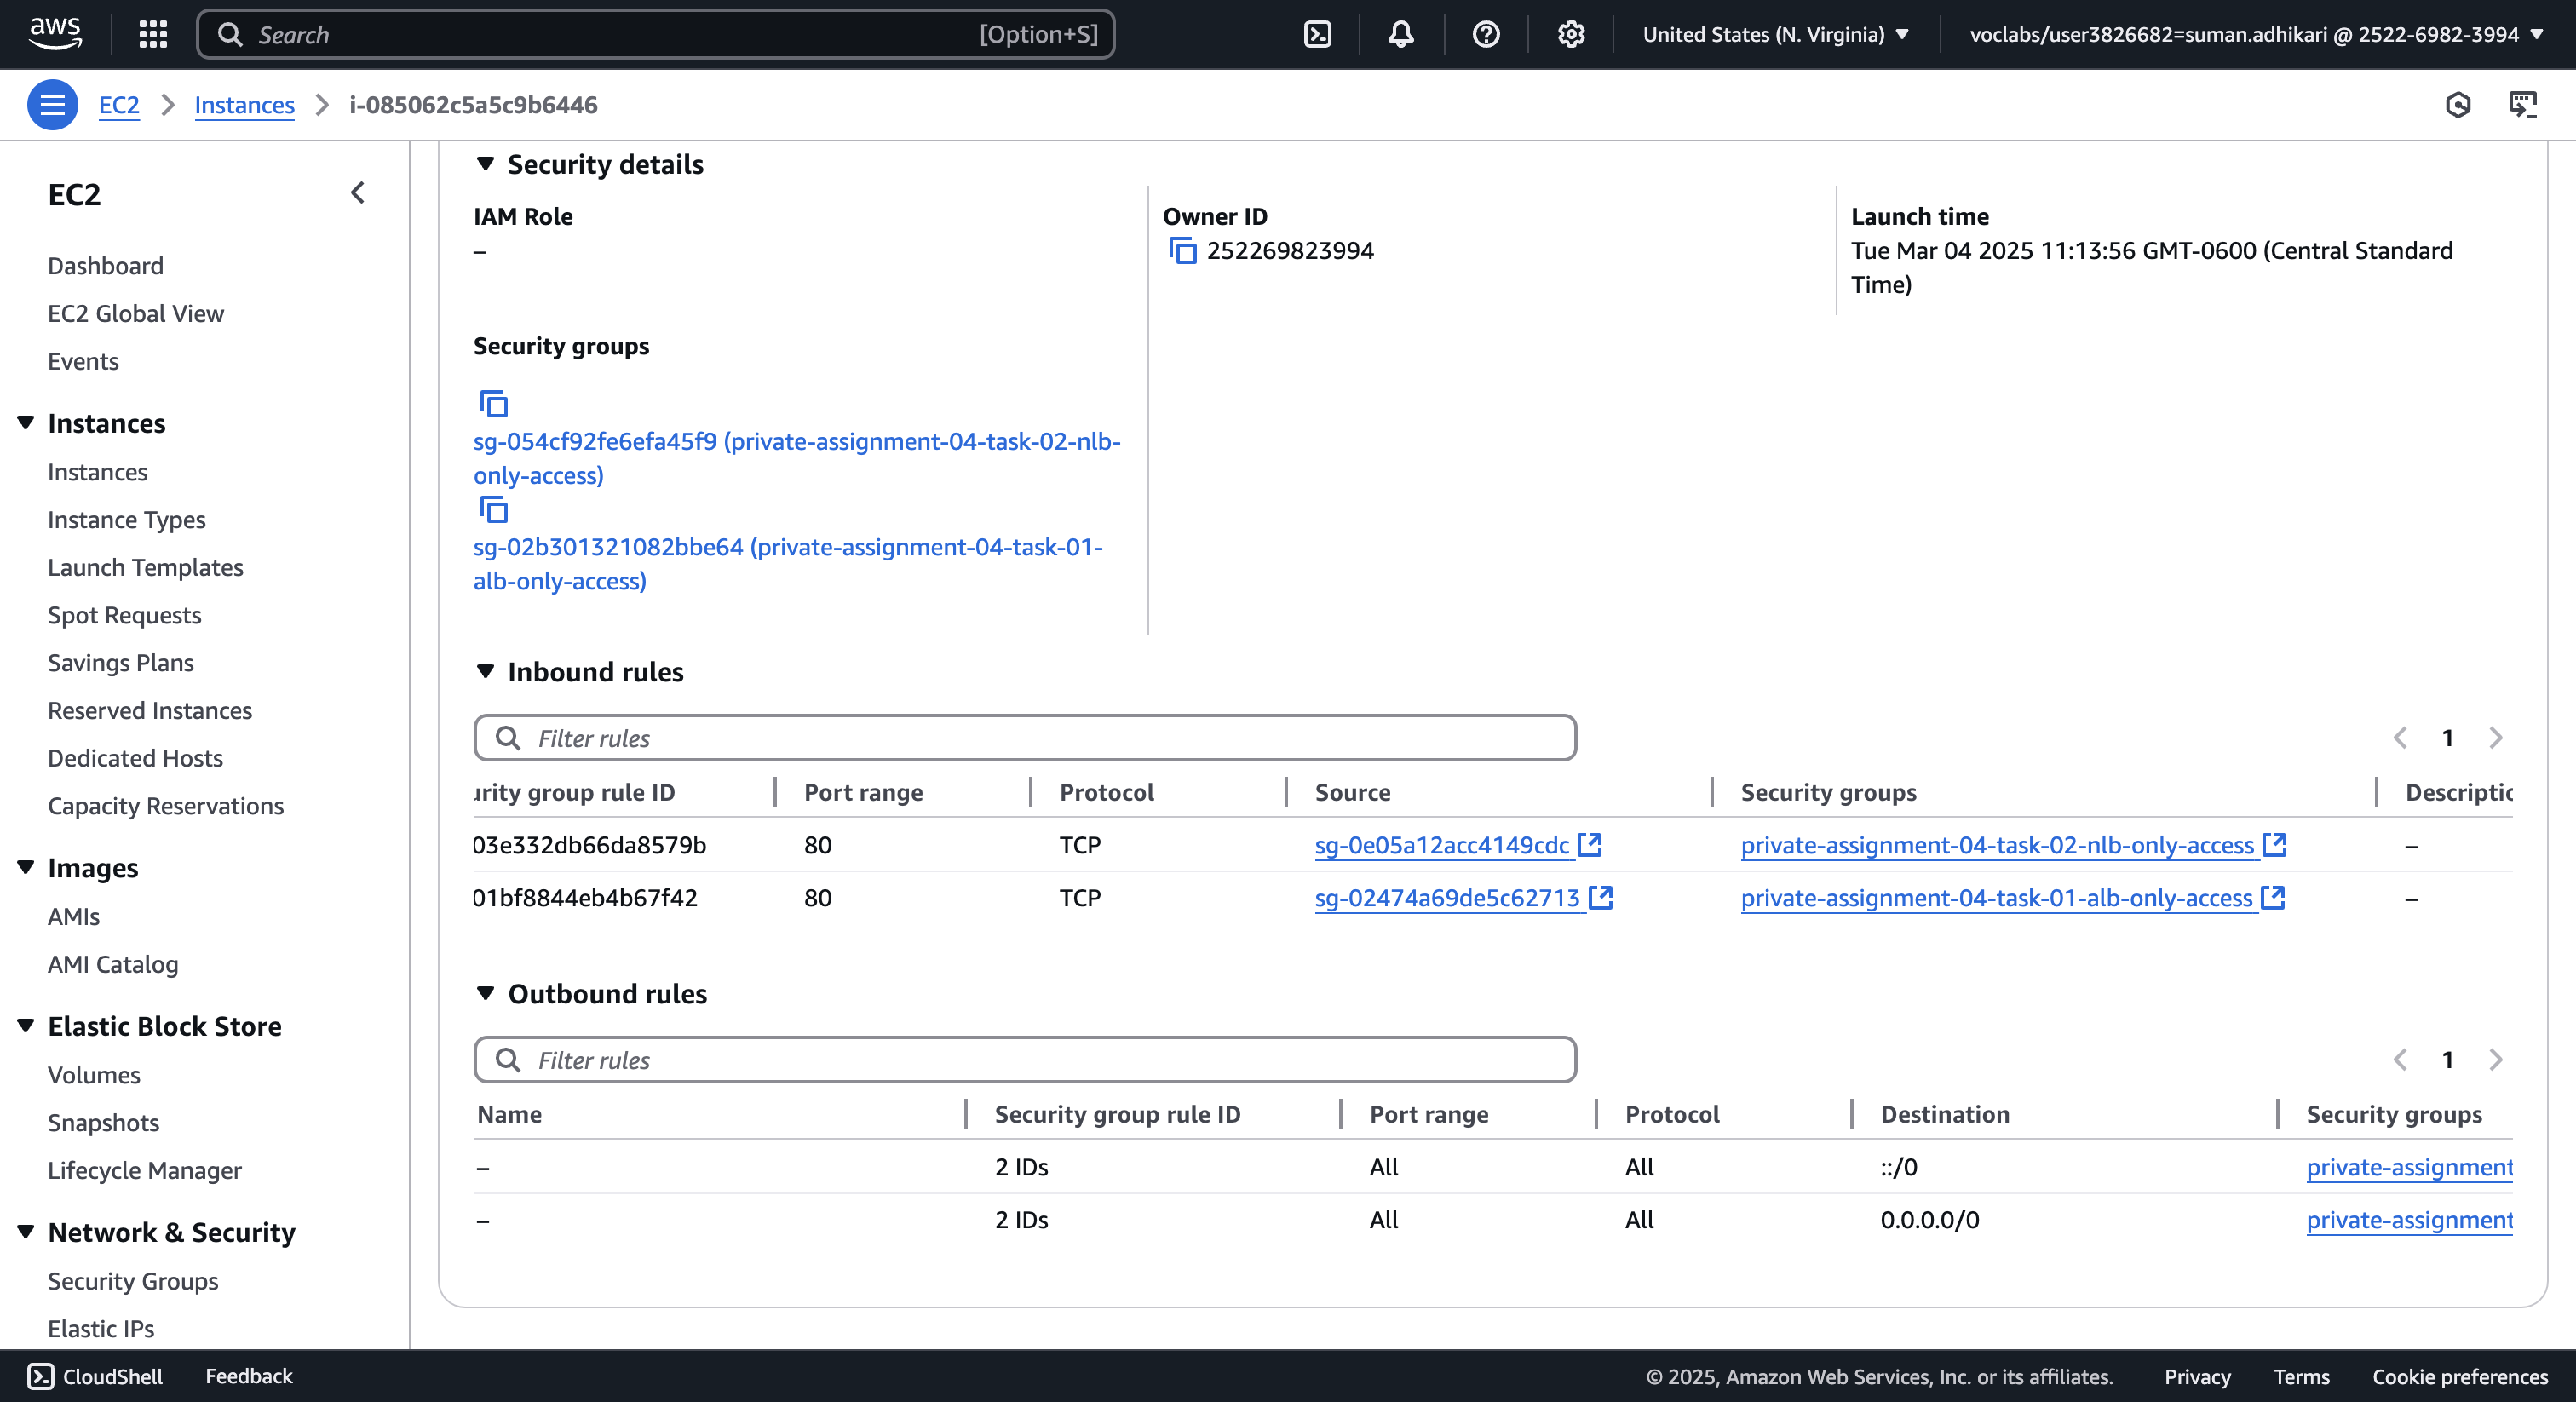 aws
Search [Option+S]
United States (N. Virginia)
voclabs/user3826682=suman.adhikari @ 2522-6982-3994
EC2 Instances i-085062c5a5c9b6446
EC2
Dashboard
EC2 Global View
Events
Instances
Instances
Instance Types
Launch Templates
Spot Requests
Savings Plans
Reserved Instances
Dedicated Hosts
Capacity Reservations
Images
AMIs
AMI Catalog
Elastic Block Store
Volumes
Snapshots
Lifecycle Manager
Network & Security
Security Groups
Elastic IPs
Security details
IAM Role
–
Owner ID
252269823994
Launch time
Tue Mar 04 2025 11:13:56 GMT-0600 (Central Standard
Time)
Security groups
sg-054cf92fe6efa45f9 (private-assignment-04-task-02-nlb-
only-access)
sg-02b301321082bbe64 (private-assignment-04-task-01-
alb-only-access)
Inbound rules
Filter rules
1
urity group rule ID Port range Protocol Source Security groups Descriptic
03e332db66da8579b 80 TCP sg-0e05a12acc4149cdc private-assignment-04-task-02-nlb-only-access –
01bf8844eb4b67f42 80 TCP sg-02474a69de5c62713 private-assignment-04-task-01-alb-only-access –
Outbound rules
Filter rules
1
Name Security group rule ID Port range Protocol Destination Security groups
– 2 IDs All All ::/0 private-assignment
– 2 IDs All All 0.0.0.0/0 private-assignment
CloudShell Feedback © 2025, Amazon Web Services, Inc. or its affiliates. Privacy Terms Cookie preferences